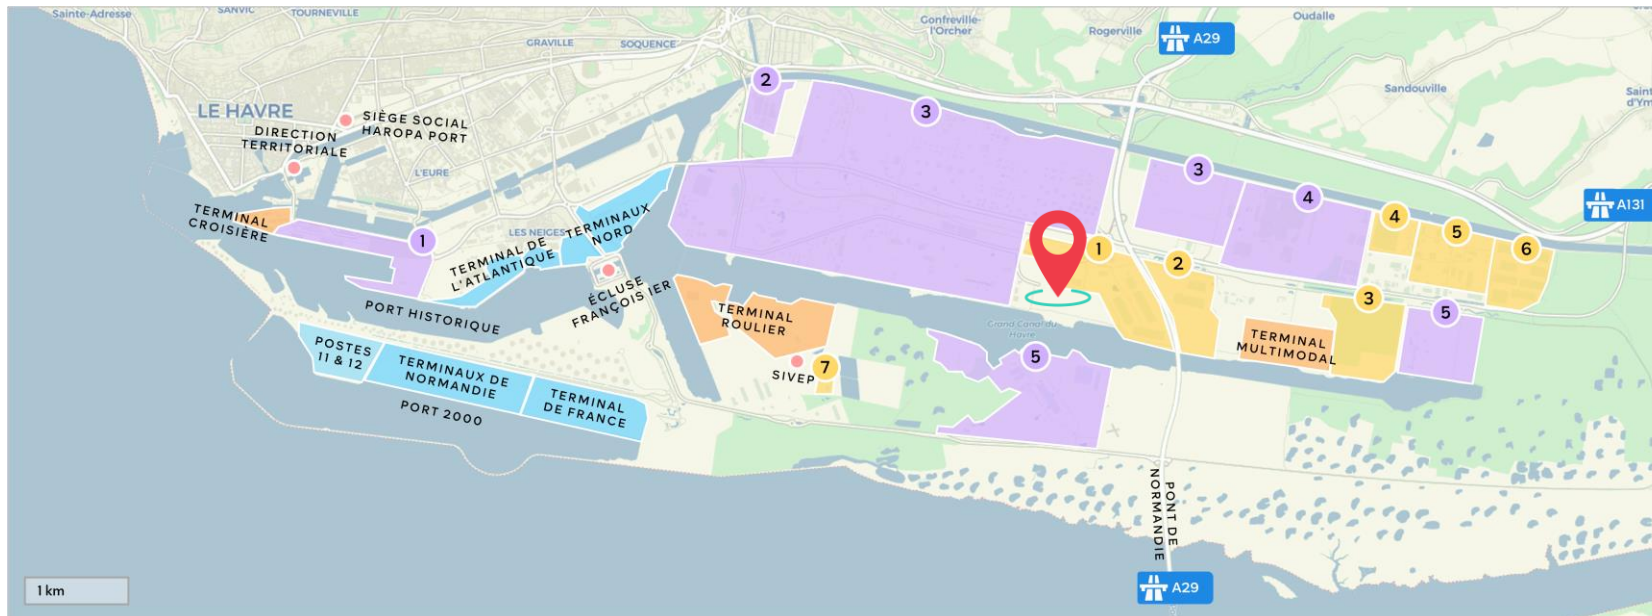 Sainte-Adresse
SANVIC
TOURNEVILLE
GRAVILLE
SOQUENCE
Gonfreville-
l'Orcher
Rogerville
A29
Oudalle
Sandouville
Saint
d'Ym
LE HAVRE
SIÈGE SOCIAL
HAROPA PORT
DIRECTION
TERRITORIALE
L'EURE
2
3
3
4
4
5
6
A131
TERMINAL
CROISIÈRE
1
LES NEIGES
TERMINAUX
NORD
TERMINAL DE
L'ATLANTIQUE
ÉCLUSE
FRANÇOIS IER
PORT HISTORIQUE
1
2
3
5
TERMINAL
ROULIER
Grand Canal du
Havre
TERMINAL
MULTIMODAL
POSTES
11 & 12
TERMINAUX DE
NORMANDIE
TERMINAL
DE FRANCE
PORT 2000
SIVEP
7
5
PONT DE
NORMANDIE
1 km
A29